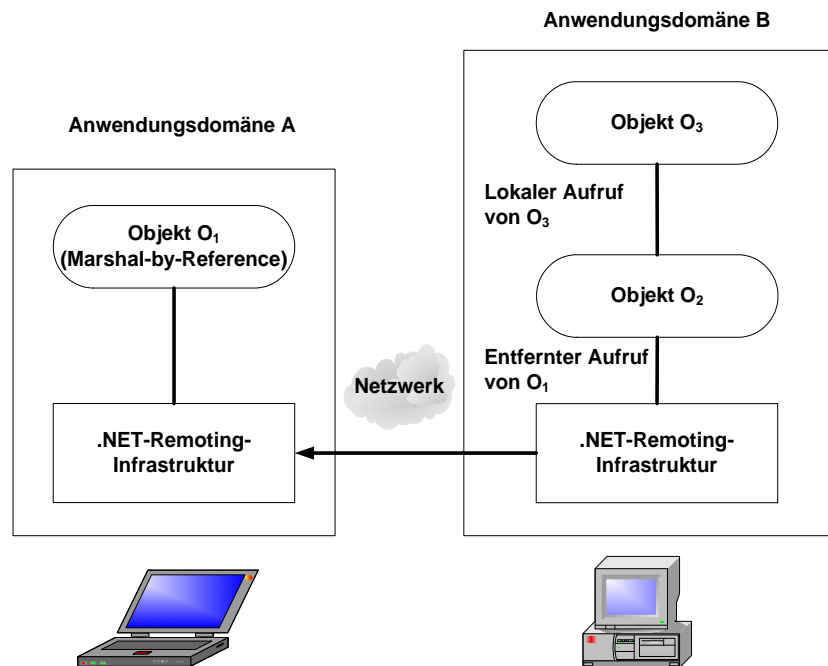 Anwendungsdomäne B
Anwendungsdomäne A
Objekt O₃
Lokaler Aufruf
von O₃
Objekt O₁
(Marshal-by-Reference)
Objekt O₂
Entfernter Aufruf
von O₁
Netzwerk
.NET-Remoting-
Infrastruktur
.NET-Remoting-
Infrastruktur